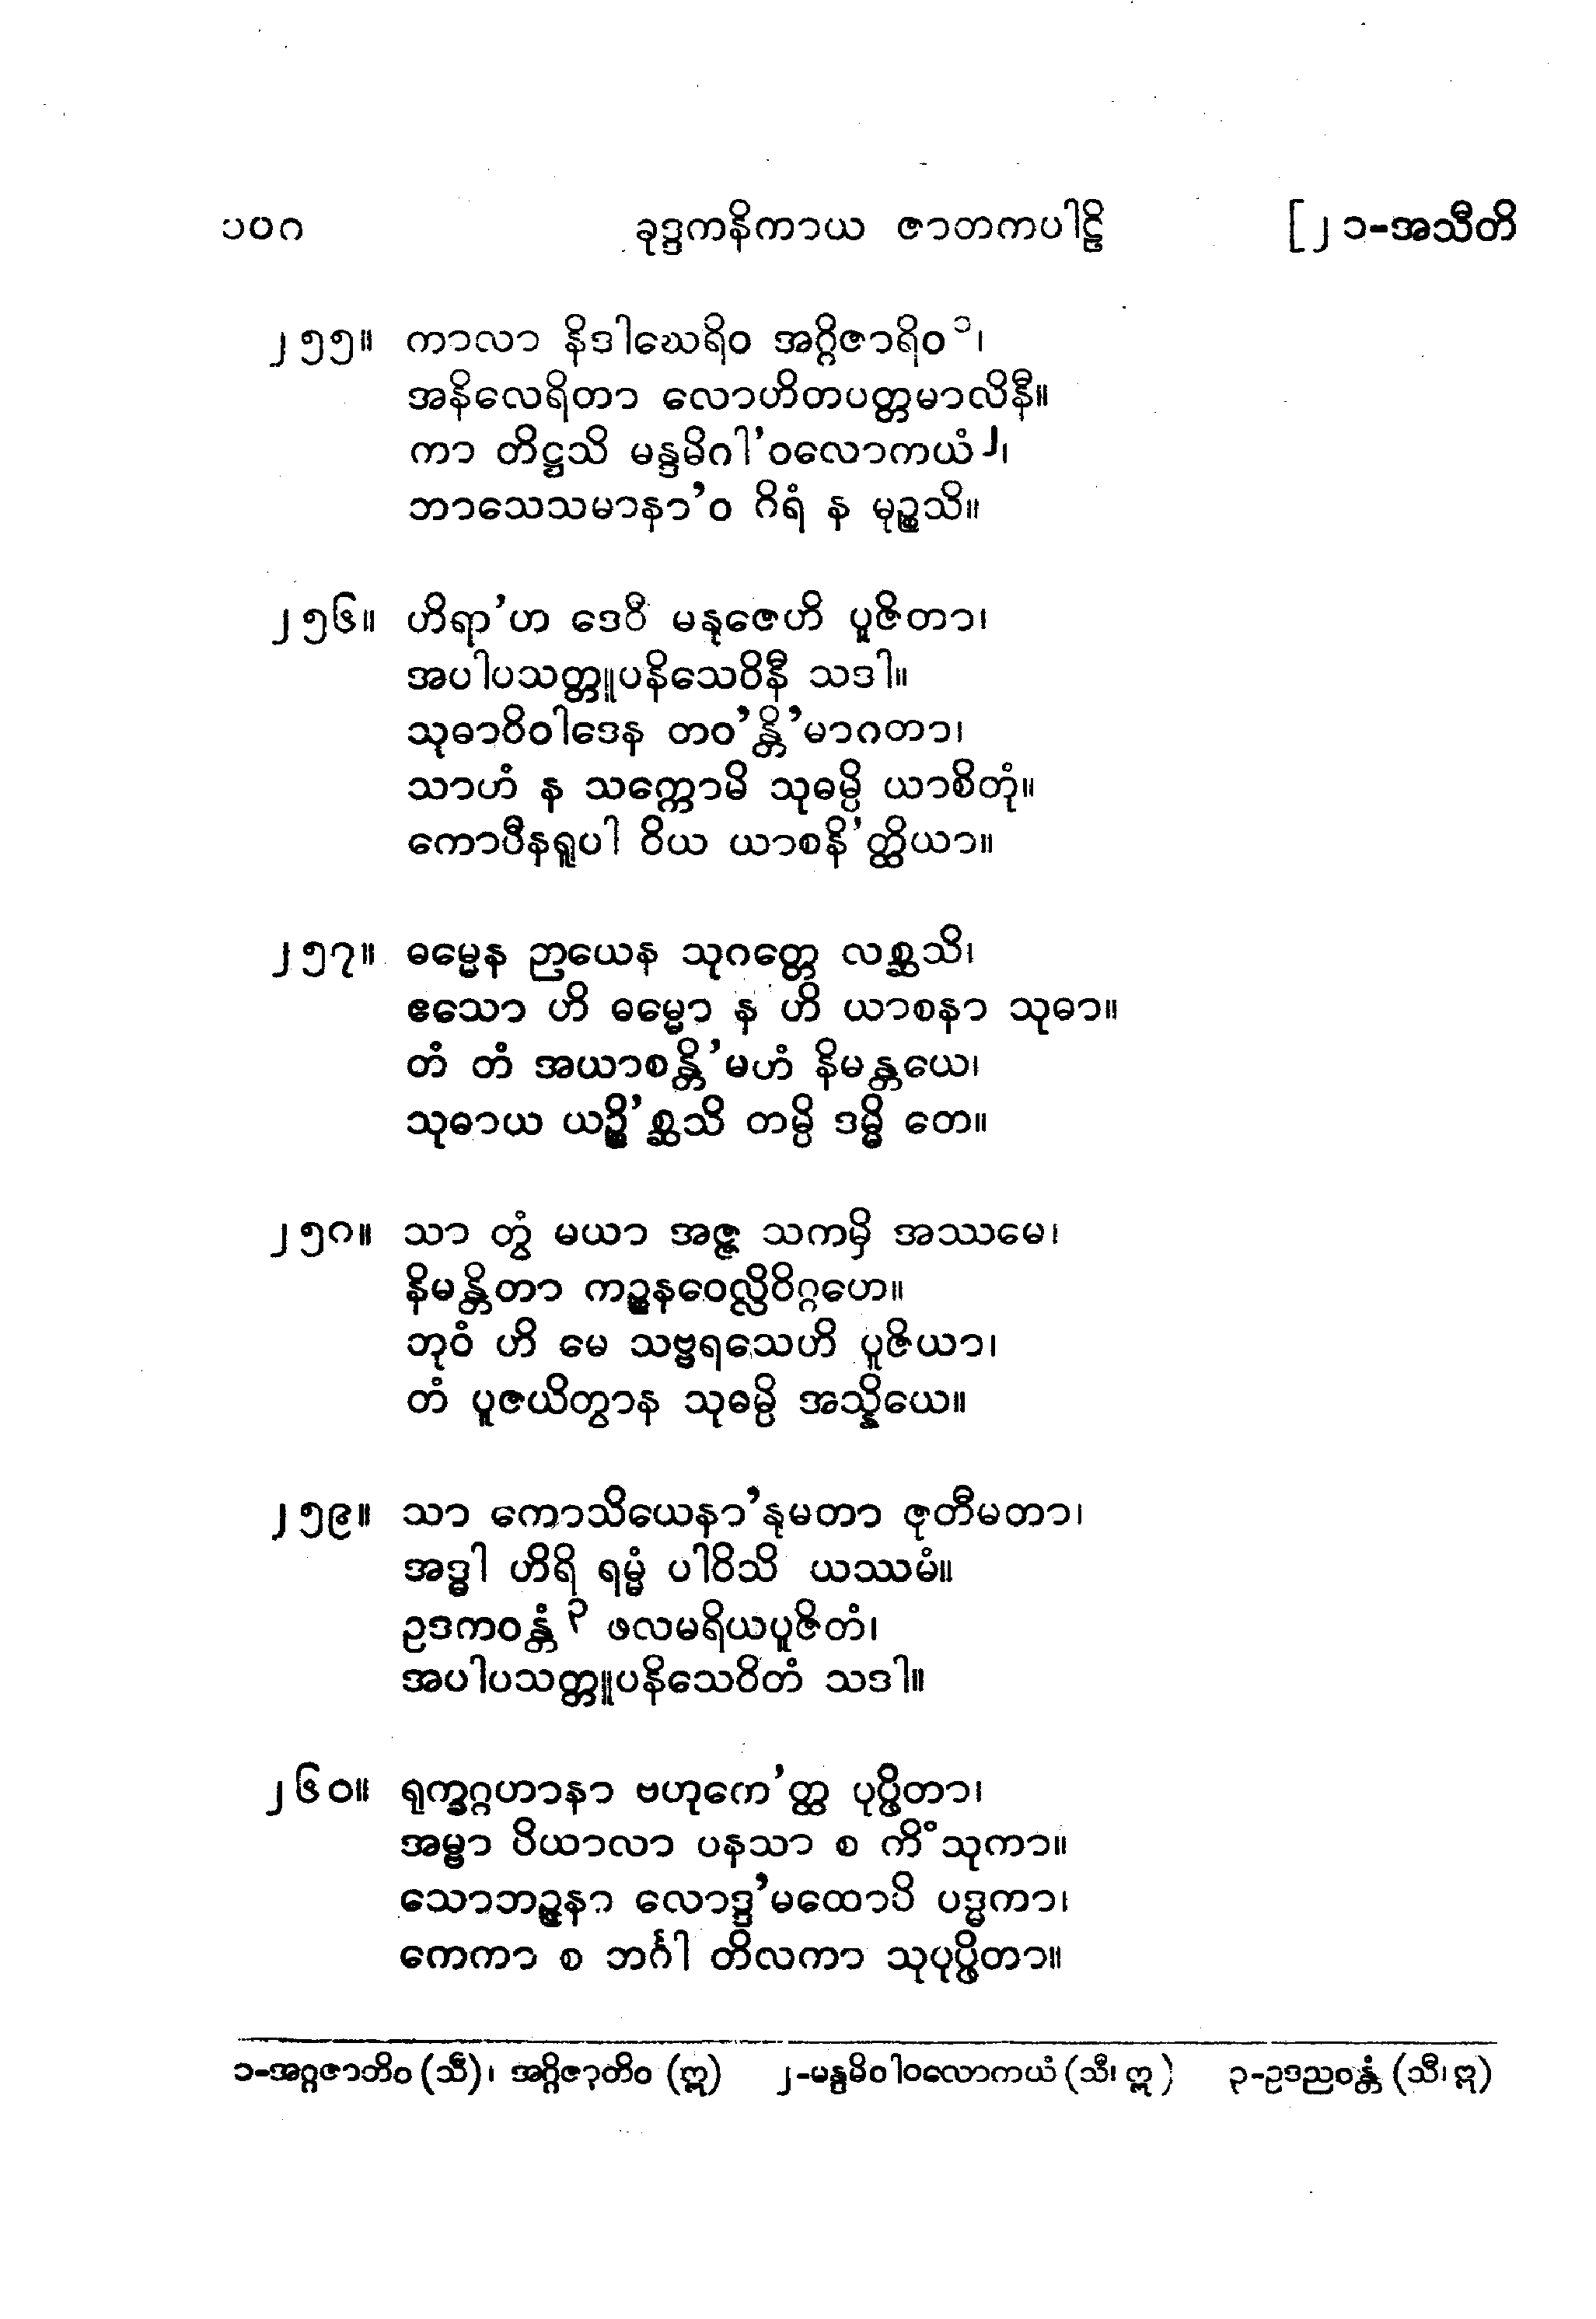 ၁၀ဂ ခုဒ္ဒကနိကာယ ဇာတကပါဠိ [၂၁-အသီတိ
၂၅၅။ ကာလာ နိဒါဃေရိဝ အဂ္ဂိဇာရိဝ ၁၊
အနိလေရိတာ လောဟိတပတ္တမာလိနီ။
ကာ တိဋ္ဌသိ မန္ဒမိဂါ’ဝလောကယံ ၂၊
ဘာသေသမာနာ’ဝ ဂိရံ န မုဉ္စသိ။
၂၅၆။ ဟိရာ’ဟ ဒေဝီ မနုဇေဟိ ပူဇိတာ၊
အပါပသတ္တူပနိသေဝိနီ သဒါ။
သုဓာဝိဝါဒေန တဝ’န္တိ’မာဂတာ၊
သာဟံ န သက္ကောမိ သုဓမ္ပိ ယာစိတုံ။
ကောပီနရူပါ ဝိယ ယာစနိ’တ္ထိယာ။
၂၅၇။ ဓမ္မေန ဉာယေန သုဂတ္တေ လစ္ဆသိ၊
ဧသော ဟိ ဓမ္မော န ဟိ ယာစနာ သုဓာ။
တံ တံ အယာစန္တိ’မဟံ နိမန္တယေ၊
သုဓာယ ယဉ္စိ’စ္ဆသိ တမ္ပိ ဒမ္မိ တေ။
၂၅ဂ။ သာ တွံ မယာ အဇ္ဇ သကမှိ အဿမေ၊
နိမန္တိတာ ကဉ္စနဝေလ္လိဝိဂ္ဂဟေ။
ဘုဝံ ဟိ မေ သဗ္ဗရသေဟိ ပူဇိယာ၊
တံ ပူဇယိတွာန သုဓမ္ပိ အသ္နိယေ။
၂၅၉။ သာ ကောသိယေနာ’နုမတာ ဇုတီမတာ၊
အဒ္ဓါ ဟိရိ ရမ္မံ ပါဝိသိ ယဿမံ။
ဥဒကဝန္တံ ၃ ဖလမရိယပူဇိတံ၊
အပါပသတ္တူပနိသေဝိတံ သဒါ။
၂၆၀။ ရုက္ခဂ္ဂဟာနာ ဗဟုကေ’တ္ထ ပုပ္ဖိတာ၊
အမ္ဗာ ပိယာလာ ပနသာ စ ကိံသုကာ။
သောဘဉ္ဇနာ လောဒ္ဒ’မထောပိ ပဒ္မကာ၊
ကေကာ စ ဘင်္ဂါ တိလကာ သုပုပ္ဖိတာ။
၁-အဂ္ဂဇာဘိဝ (သီ)၊ အဂ္ဂိဇာတိဝ (ဣ) ၂-မန္ဒမိဝါဝလောကယံ (သီ၊ ဣ) ၃-ဥဒညဝန္တံ (သီ၊ ဣ)